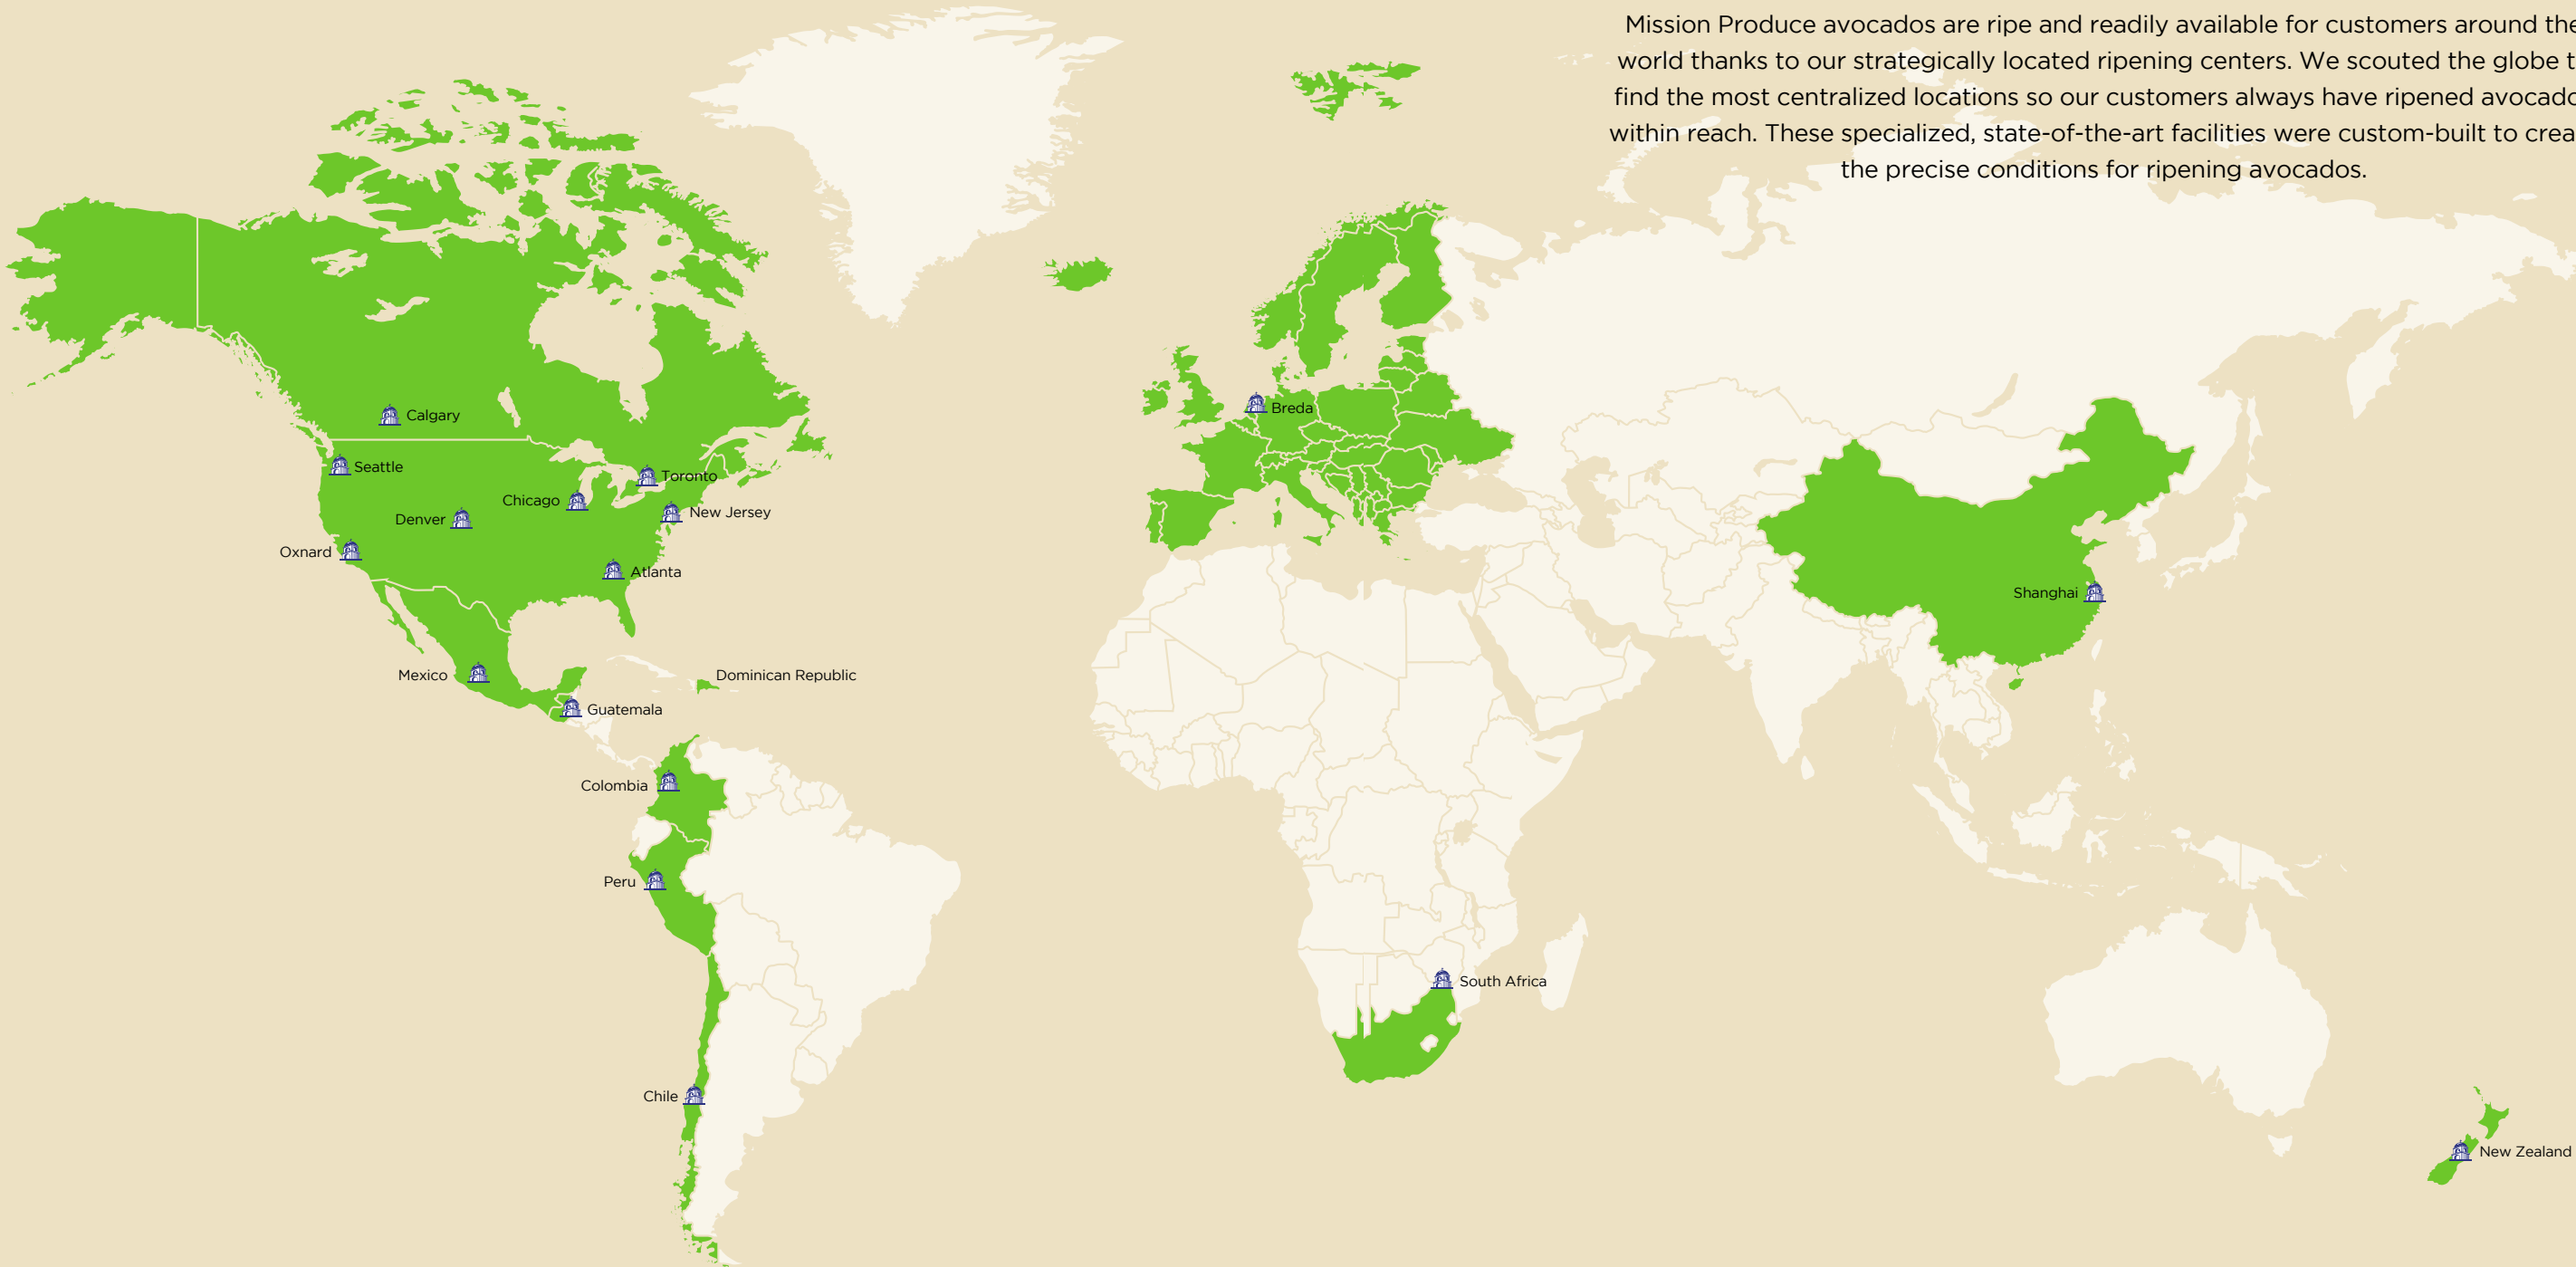 Mission Produce avocados are ripe and readily available for customers around the
world thanks to our strategically located ripening centers. We scouted the globe t
find the most centralized locations so our customers always have ripened avocado
within reach. These specialized, state-of-the-art facilities were custom-built to crea
the precise conditions for ripening avocados.
Calgary
Breda
Seattle
Toronto
Chicago
New Jersey
Denver
Oxnard
Atlanta
Shanghai
Mexico
Dominican Republic
Guatemala
Colombia
Peru
South Africa
Chile
New Zealand